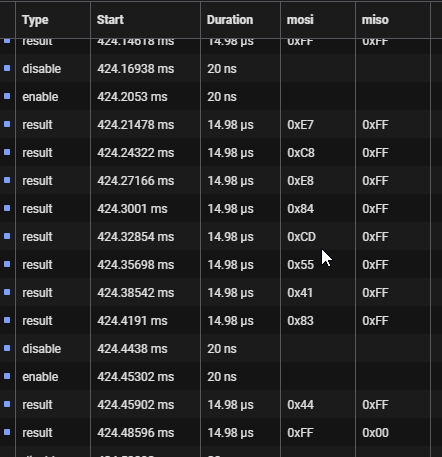 Type Start Duration mosi miso
result 424.14618 ms 14.98 µs 0xFF 0xFF
disable 424.16938 ms 20 ns
enable 424.2053 ms 20 ns
result 424.21478 ms 14.98 µs 0xE7 0xFF
result 424.24322 ms 14.98 µs 0xC8 0xFF
result 424.27166 ms 14.98 µs 0xE8 0xFF
result 424.3001 ms 14.98 µs 0x84 0xFF
result 424.32854 ms 14.98 µs 0xCD 0xFF
result 424.35698 ms 14.98 µs 0x55 0xFF
result 424.38542 ms 14.98 µs 0x41 0xFF
result 424.4191 ms 14.98 µs 0x83 0xFF
disable 424.4438 ms 20 ns
enable 424.45302 ms 20 ns
result 424.45902 ms 14.98 µs 0x44 0xFF
result 424.48596 ms 14.98 µs 0xFF 0x00